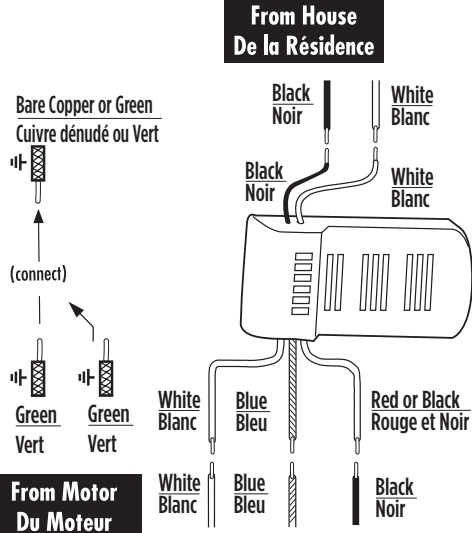 From House
De la Résidence
Black
Noir
White
Blanc
Bare Copper or Green
Cuivre dénudé ou Vert
Black
Noir
White
Blanc
(connect)
Green
Vert
Green
Vert
White
Blanc
Blue
Bleu
Red or Black
Rouge et Noir
From Motor
Du Moteur
White
Blanc
Blue
Bleu
Black
Noir